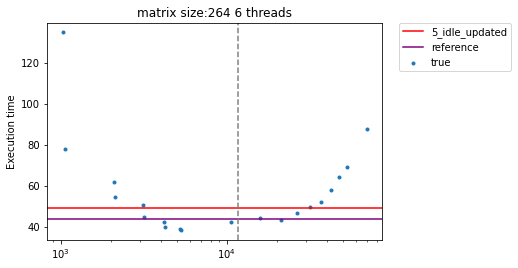 matrix size:264 6 threads
Execution time
120
100
80
60
40
10³
10⁴
5_idle_updated
reference
true